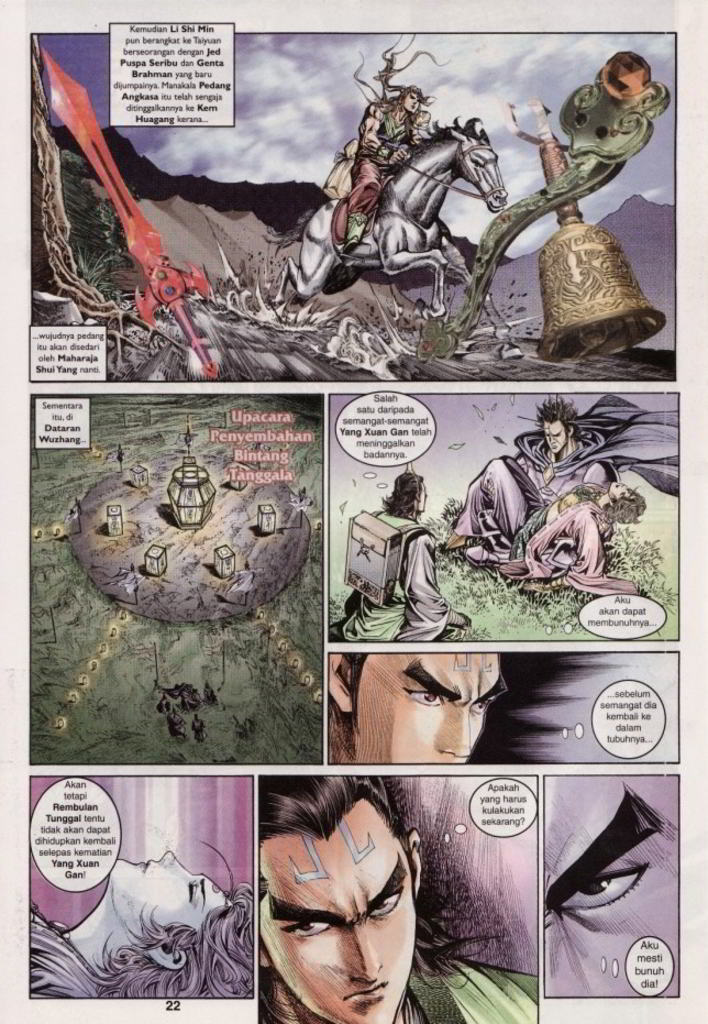 Kemudian Li Shi Min
pun berangkat ke Taiyuan
berseorangan dengan Jed
Puspa Seribu dan Genta
Brahman yang baru
dijumpainya. Manakala Pedang
Angkasa itu telah sengaja
ditinggalkannya ke Kern
Huagang kerana...
...wujudnya pedang
itu akan disedari
oleh Maharaja
Shui Yang nanti.
Sementara
itu, di
Dataran
Wuzhang...
Upacara
Penyembahan
Bintang
Tanggala
Salah
satu daripada
semangat-semangat
Yang Xuan Gan telah
meninggalkan
badannya.
Aku
akan dapat
membunuhnya...
...sebelum
semangat dia
kembali ke
dalam
tubuhnya...
Akan
tetapi
Rembulan
Tunggal tentu
tidak akan dapat
dihidupkan kembali
selepas kematian
Yang Xuan
Gan!
Apakah
yang harus
kulakukan
sekarang?
Aku
mesti
bunuh
dia!
22